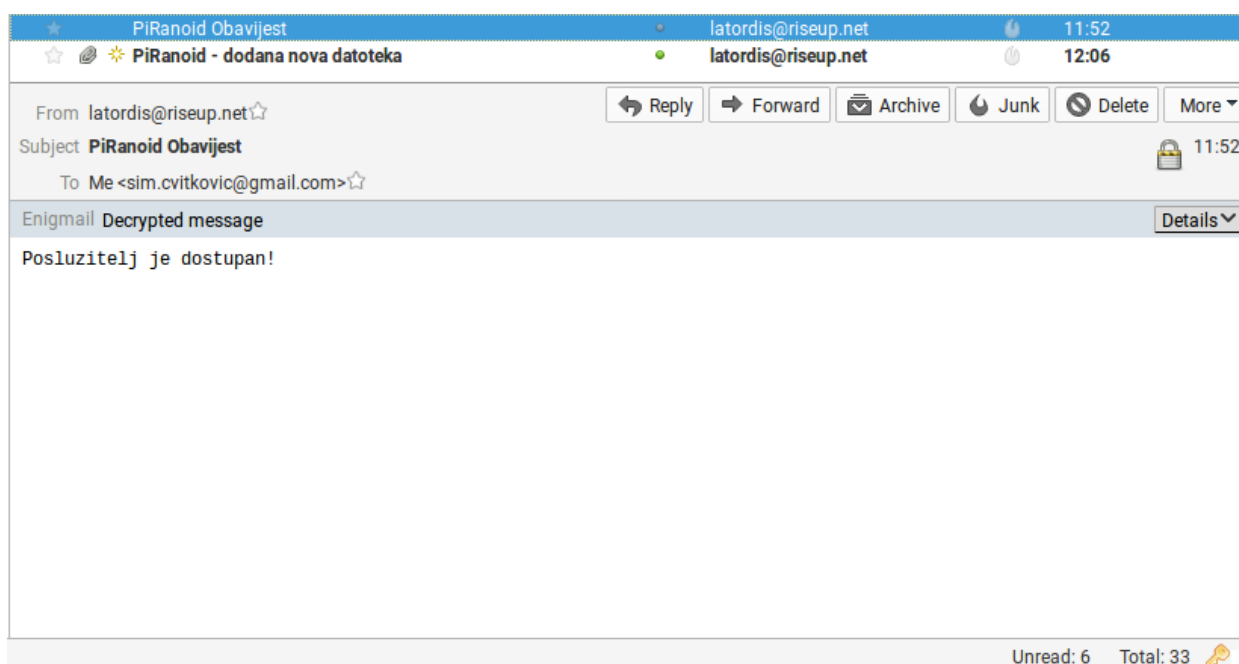 PiRanoid Obavijest latordis@riseup.net 11:52
PiRanoid - dodana nova datoteka latordis@riseup.net 12:06
From latordis@riseup.net Reply Forward Archive Junk Delete More
Subject PiRanoid Obavijest 11:52
To Me <sim.cvitkovic@gmail.com>
Enigmail Decrypted message Details
Posluzitelj je dostupan!
Unread: 6 Total: 33